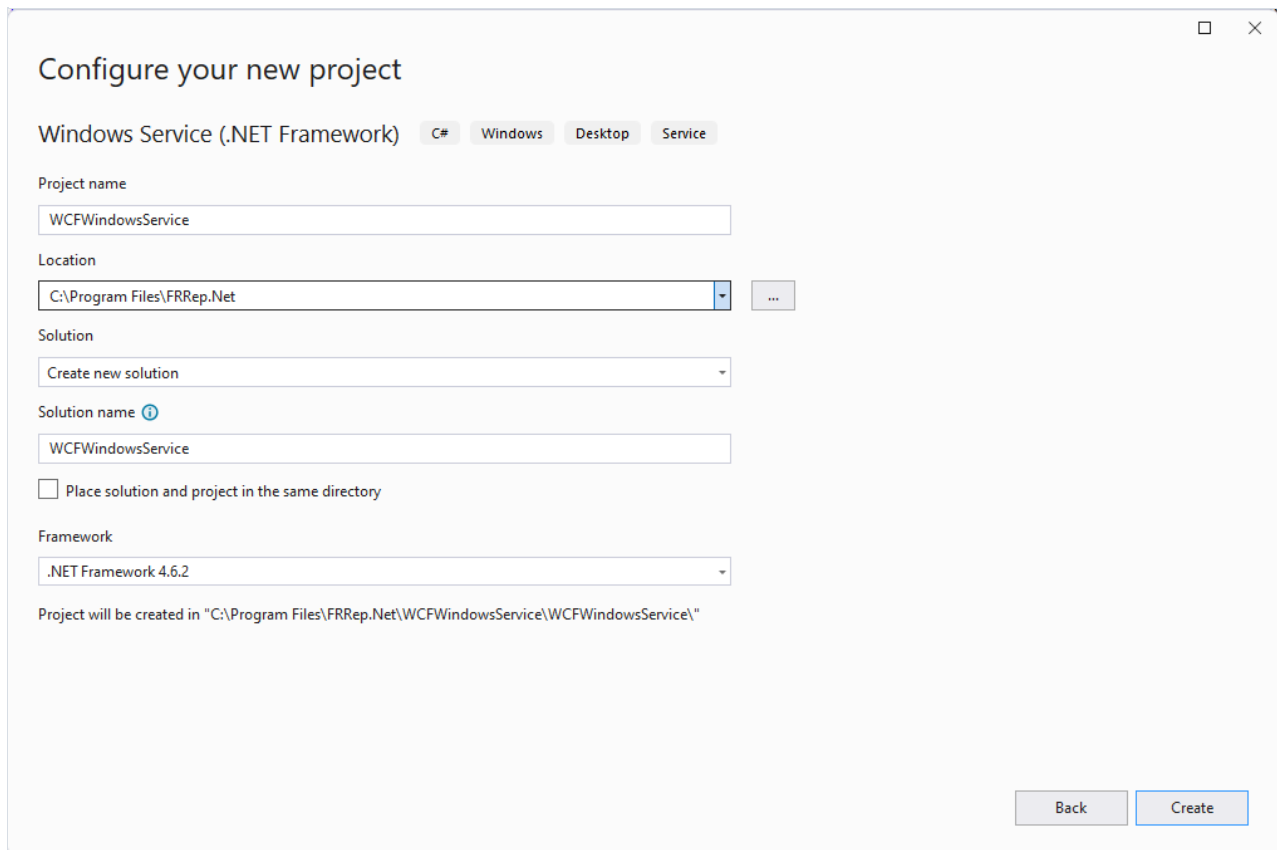 Configure your new project
Windows Service (.NET Framework) C# Windows Desktop Service
Project name
WCFWindowsService
Location
C:\Program Files\FRRep.Net
...
Solution
Create new solution
Solution name
WCFWindowsService
Place solution and project in the same directory
Framework
.NET Framework 4.6.2
Project will be created in "C:\Program Files\FRRep.Net\WCFWindowsService\WCFWindowsService\"
Back Create